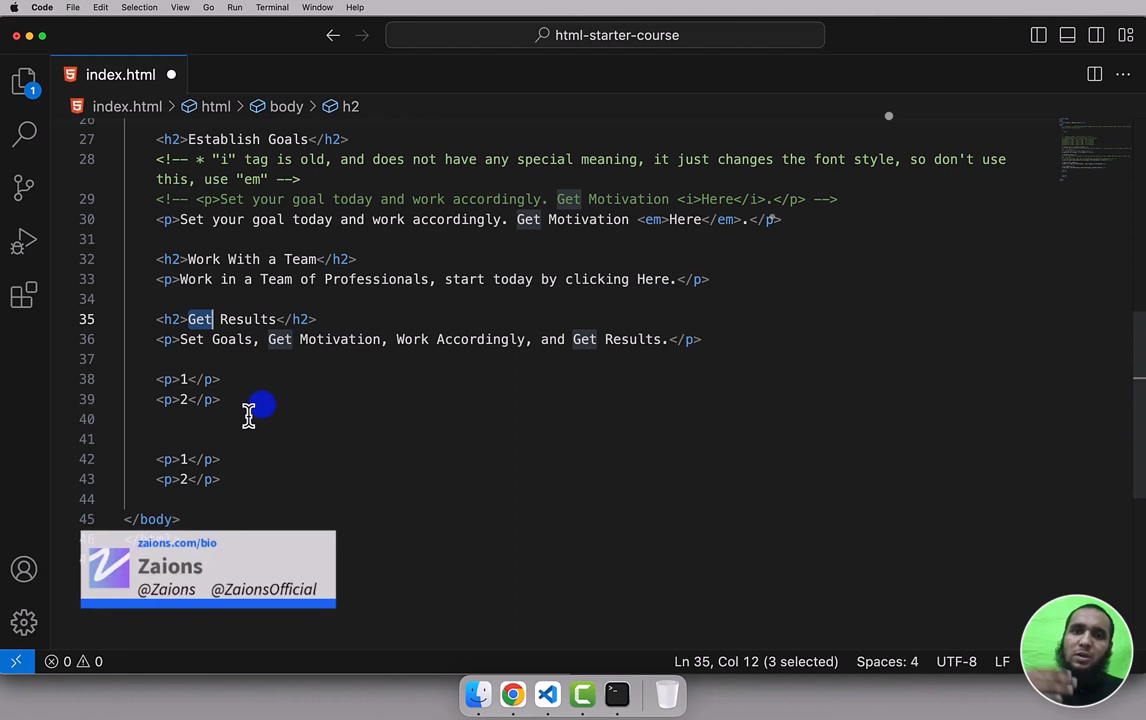 Code File Edit Selection View Go Run Terminal Window Help
html-starter-course
index.html
1
index.html > html > body > h2
27 <h2>Establish Goals</h2>
28 <!-- * "i" tag is old, and does not have any special meaning, it just changes the font style, so don't use
this, use "em" -->
29 <!-- <p>Set your goal today and work accordingly. Get Motivation <i>Here</i>.</p> -->
30 <p>Set your goal today and work accordingly. Get Motivation <em>Here</em>.</p>
31
32 <h2>Work With a Team</h2>
33 <p>Work in a Team of Professionals, start today by clicking Here.</p>
34
35 <h2>Get Results</h2>
36 <p>Set Goals, Get Motivation, Work Accordingly, and Get Results.</p>
37
38 <p>1</p>
39 <p>2</p>
40
41
42 <p>1</p>
43 <p>2</p>
44
45 </body>
zaions.com/bio
Zaions
@Zaions @ZaionsOfficial
0 0 Ln 35, Col 12 (3 selected) Spaces: 4 UTF-8 LF